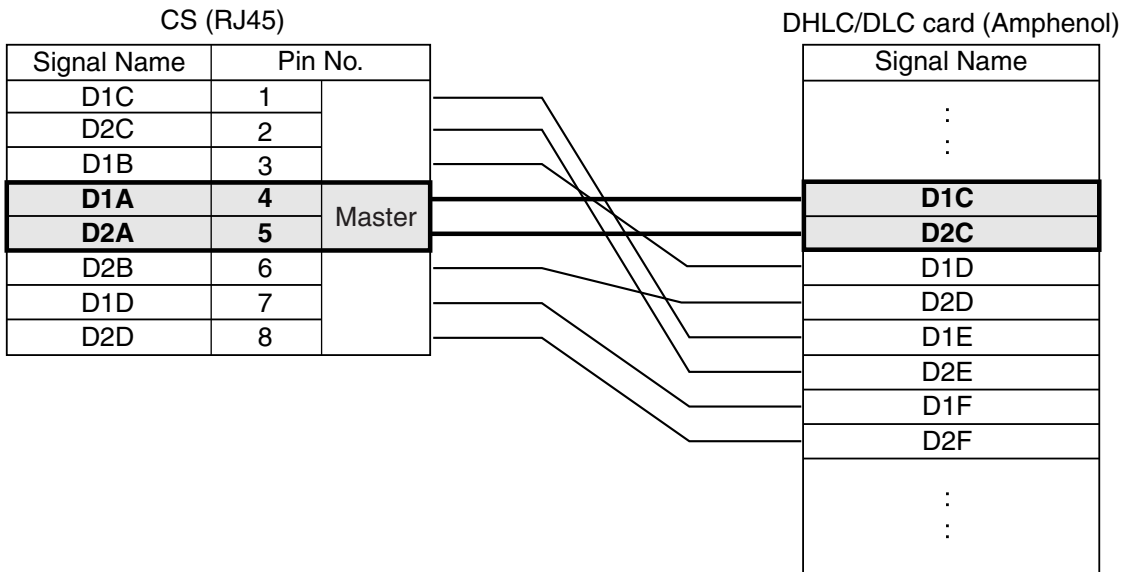 CS (RJ45)
Signal Name Pin No.
D1C 1
D2C 2
D1B 3
D1A 4 Master
D2A 5
D2B 6
D1D 7
D2D 8
DHLC/DLC card (Amphenol)
Signal Name
:
:
D1C
D2C
D1D
D2D
D1E
D2E
D1F
D2F
:
: